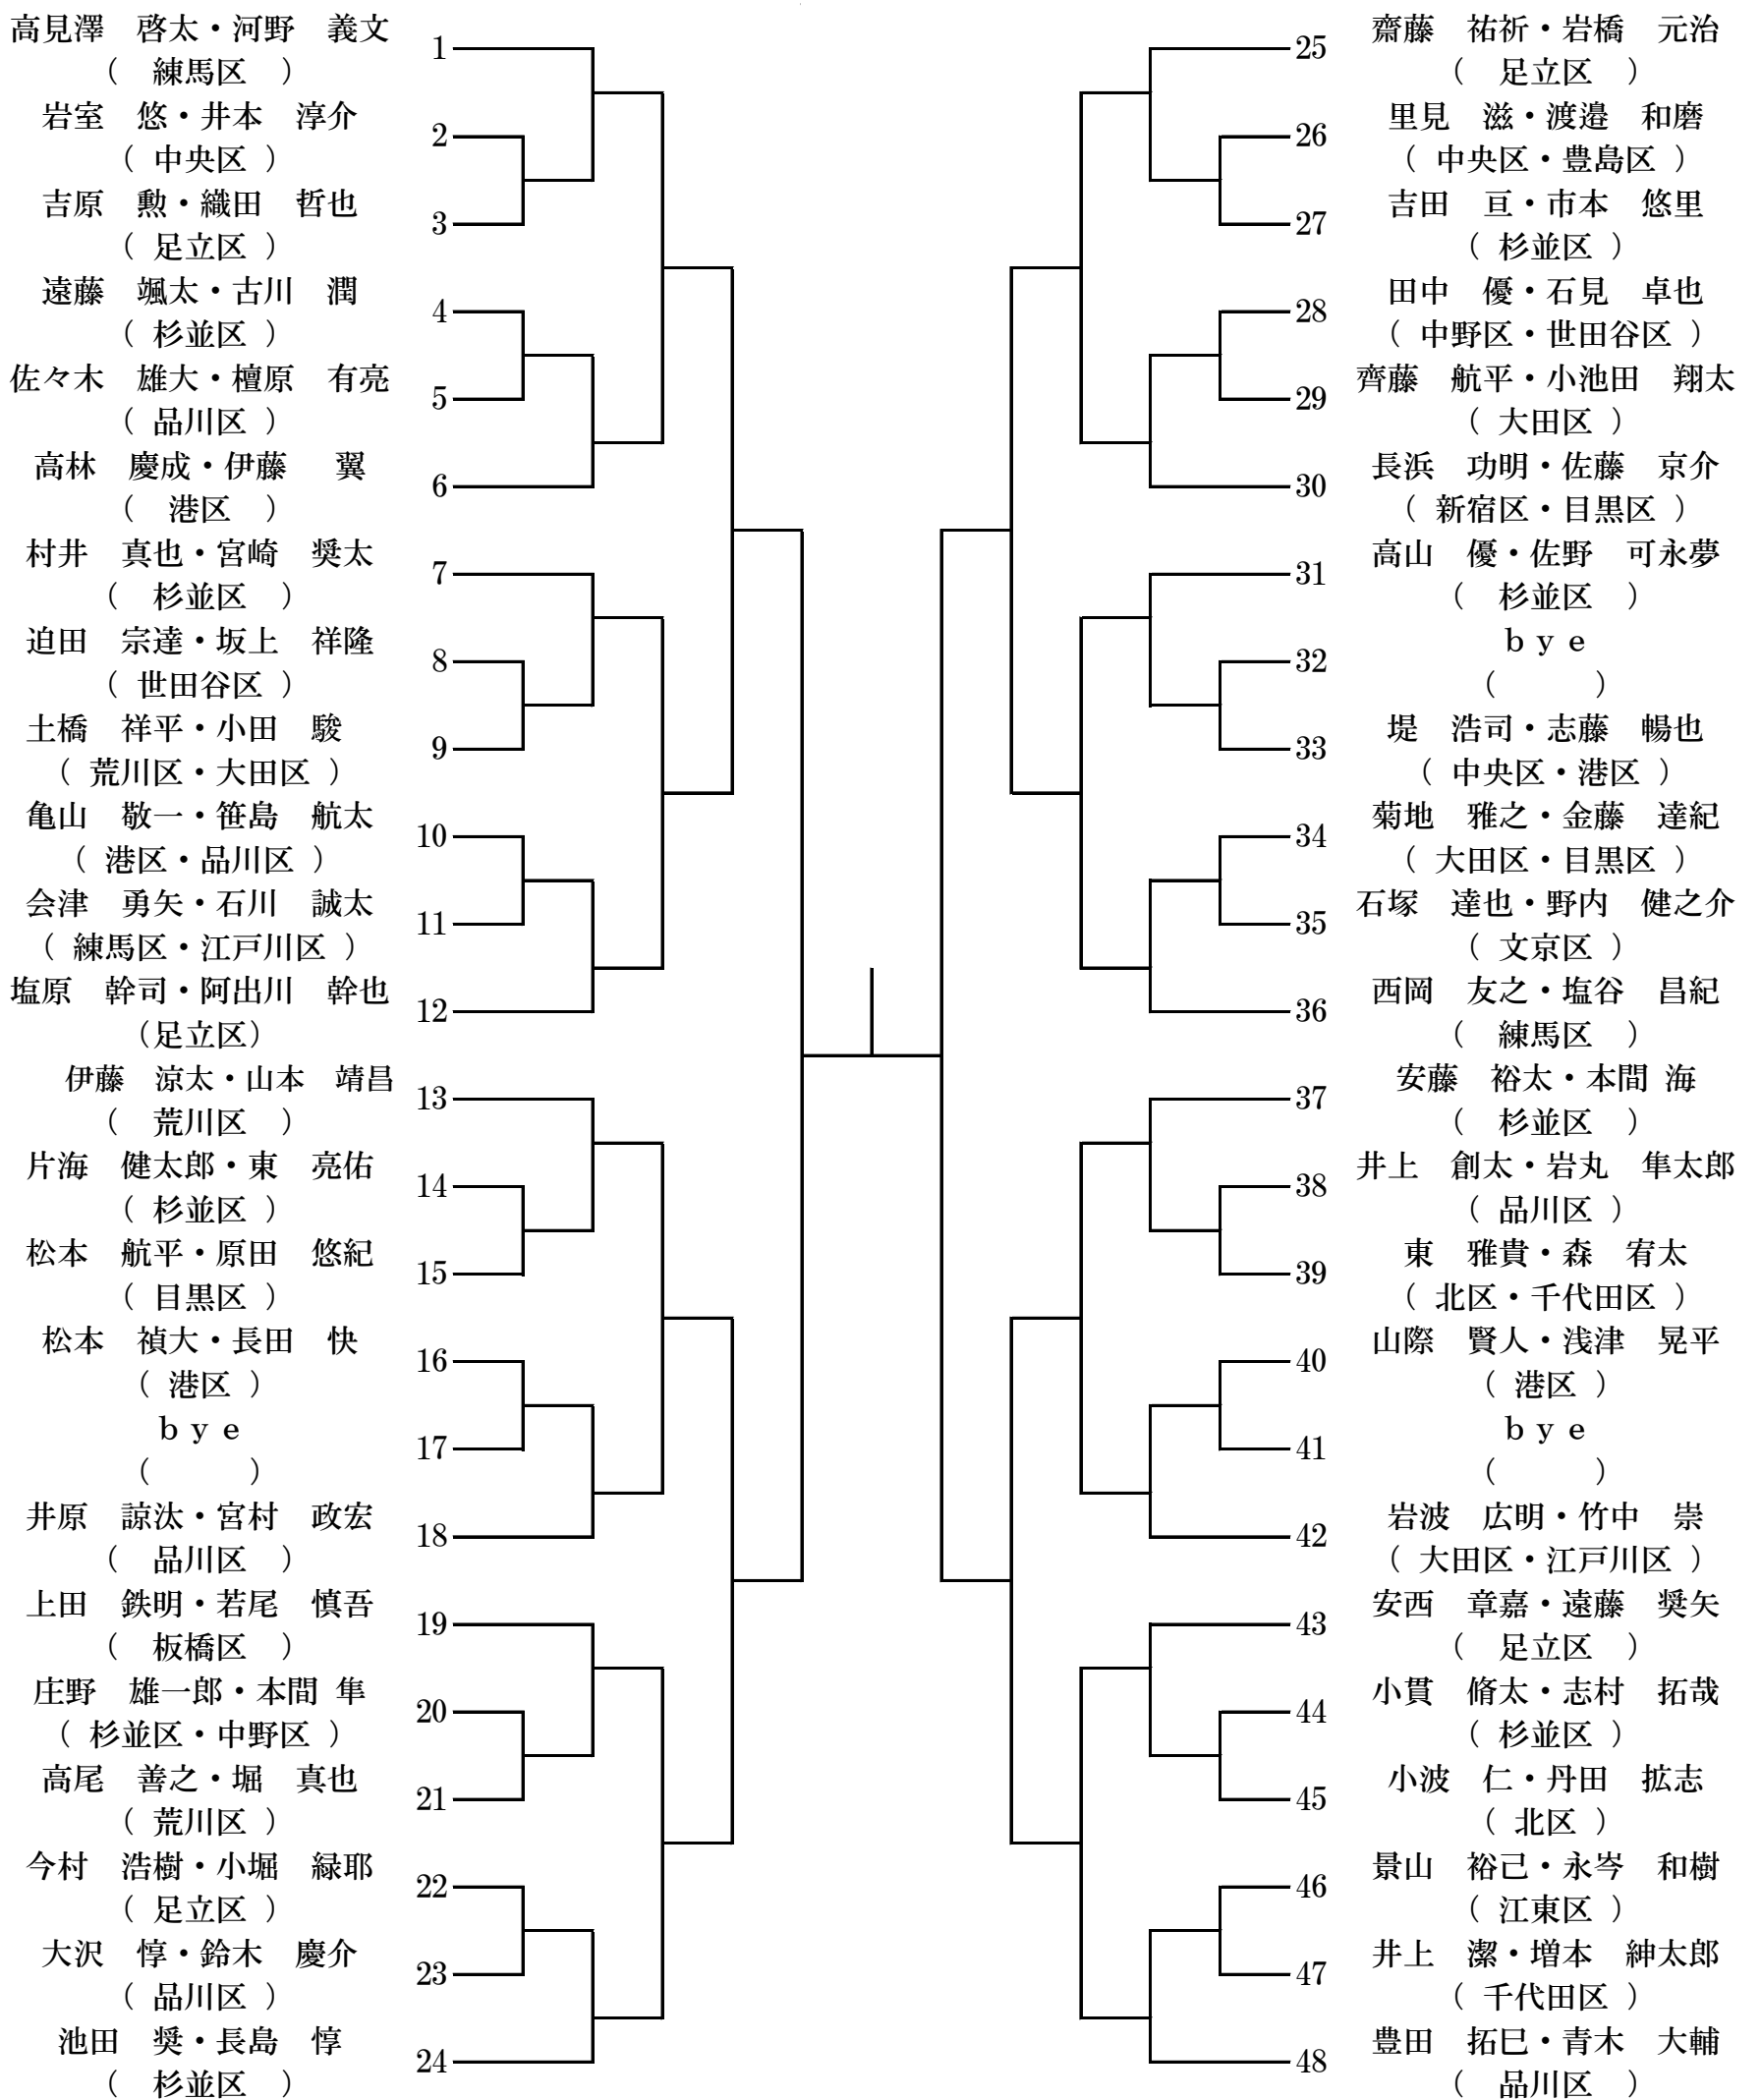 高見澤　啓太・河野　義文
1
（　練馬区　）
岩室　悠・井本　淳介
2
（ 中央区 ）
吉原　勲・織田　哲也
3
（ 足立区 ）
遠藤　颯太・古川　潤
4
（ 杉並区 ）
佐々木　雄大・檀原　有亮
5
（ 品川区 ）
高林　慶成・伊藤　翼
6
（　港区　）
村井　真也・宮崎　奨太
7
（　杉並区　）
迫田　宗達・坂上　祥隆
8
（ 世田谷区 ）
土橋　祥平・小田　駿
9
（ 荒川区・大田区 ）
亀山　敬一・笹島　航太
10
（ 港区・品川区 ）
会津　勇矢・石川　誠太
11
（ 練馬区・江戸川区 ）
塩原　幹司・阿出川　幹也
12
（足立区）
伊藤　涼太・山本　靖昌
13
（　荒川区　）
片海　健太郎・東　亮佑
14
（ 杉並区 ）
松本　航平・原田　悠紀
15
（ 目黒区 ）
松本　禎大・長田　快
16
（ 港区 ）
ｂｙｅ
17
（　　　）
井原　諒汰・宮村　政宏
18
（　品川区　）
上田　鉄明・若尾　慎吾
19
（　板橋区　）
庄野　雄一郎・本間 隼
20
（ 杉並区・中野区 ）
高尾　善之・堀　真也
21
（ 荒川区 ）
今村　浩樹・小堀　緑耶
22
（ 足立区 ）
大沢　惇・鈴木　慶介
23
（ 品川区 ）
池田　奨・長島　惇
24
（　杉並区　）
齋藤　祐祈・岩橋　元治
25
（　足立区　）
里見　滋・渡邉　和磨
26
（ 中央区・豊島区 ）
吉田　亘・市本　悠里
27
（ 杉並区 ）
田中　優・石見　卓也
28
（ 中野区・世田谷区 ）
齊藤　航平・小池田　翔太
29
（ 大田区 ）
長浜　功明・佐藤　京介
30
（ 新宿区・目黒区 ）
高山　優・佐野　可永夢
31
（　杉並区　）
ｂｙｅ
32
（　　　）
堤　浩司・志藤　暢也
33
（ 中央区・港区 ）
菊地　雅之・金藤　達紀
34
（ 大田区・目黒区 ）
石塚　達也・野内　健之介
35
（ 文京区 ）
西岡　友之・塩谷　昌紀
36
（　練馬区　）
安藤　裕太・本間 海
37
（　杉並区　）
井上　創太・岩丸　隼太郎
38
（ 品川区 ）
東　雅貴・森　宥太
39
（ 北区・千代田区 ）
山際　賢人・浅津　晃平
40
（ 港区 ）
ｂｙｅ
41
（　　　）
岩波　広明・竹中　崇
42
（ 大田区・江戸川区 ）
安西　章嘉・遠藤　奨矢
43
（　足立区　）
小貫　脩太・志村　拓哉
44
（ 杉並区 ）
小波　仁・丹田　拡志
45
（ 北区 ）
景山　裕己・永岑　和樹
46
（ 江東区 ）
井上　潔・増本　紳太郎
47
（ 千代田区 ）
豊田　拓巳・青木　大輔
48
（　品川区　）